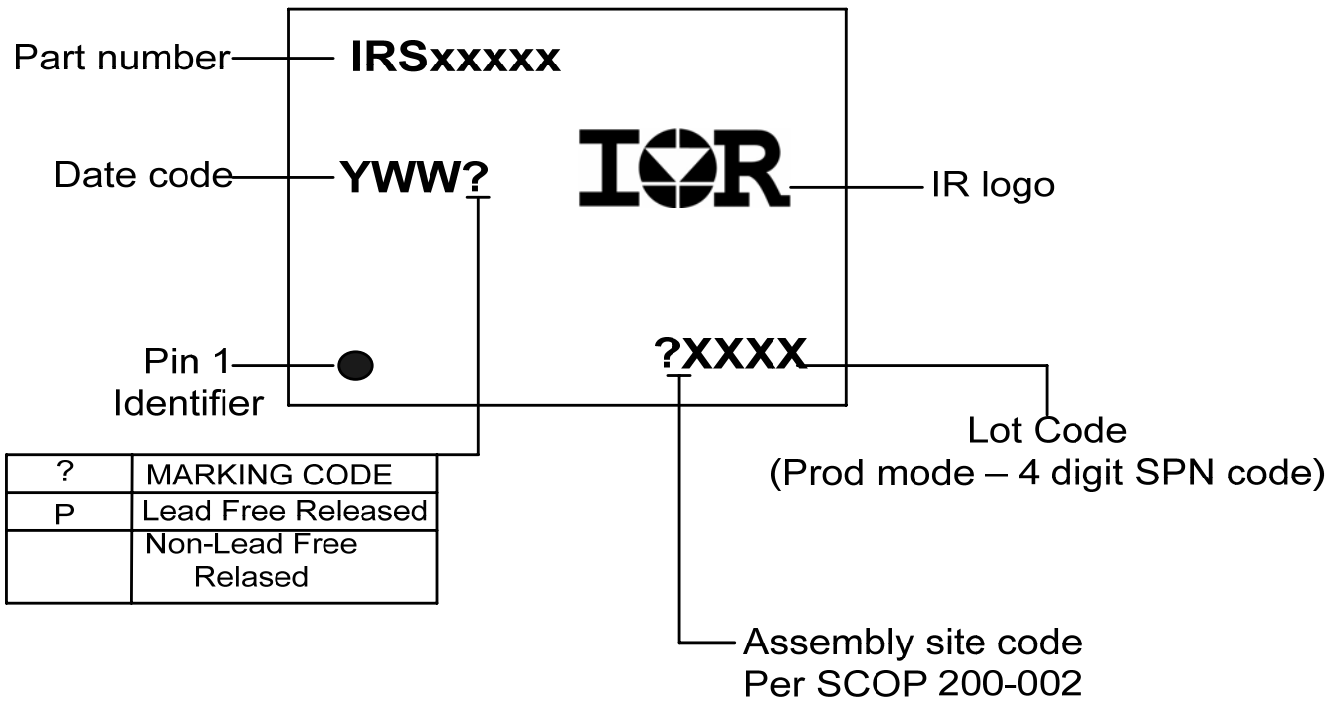 Part number
IRSxxxxx
Date code
YWW?
IOR
IR logo
Pin 1
Identifier
?XXXX
Lot Code
(Prod mode – 4 digit SPN code)
? MARKING CODE
P Lead Free Released
Non-Lead Free
Relased
Assembly site code
Per SCOP 200-002